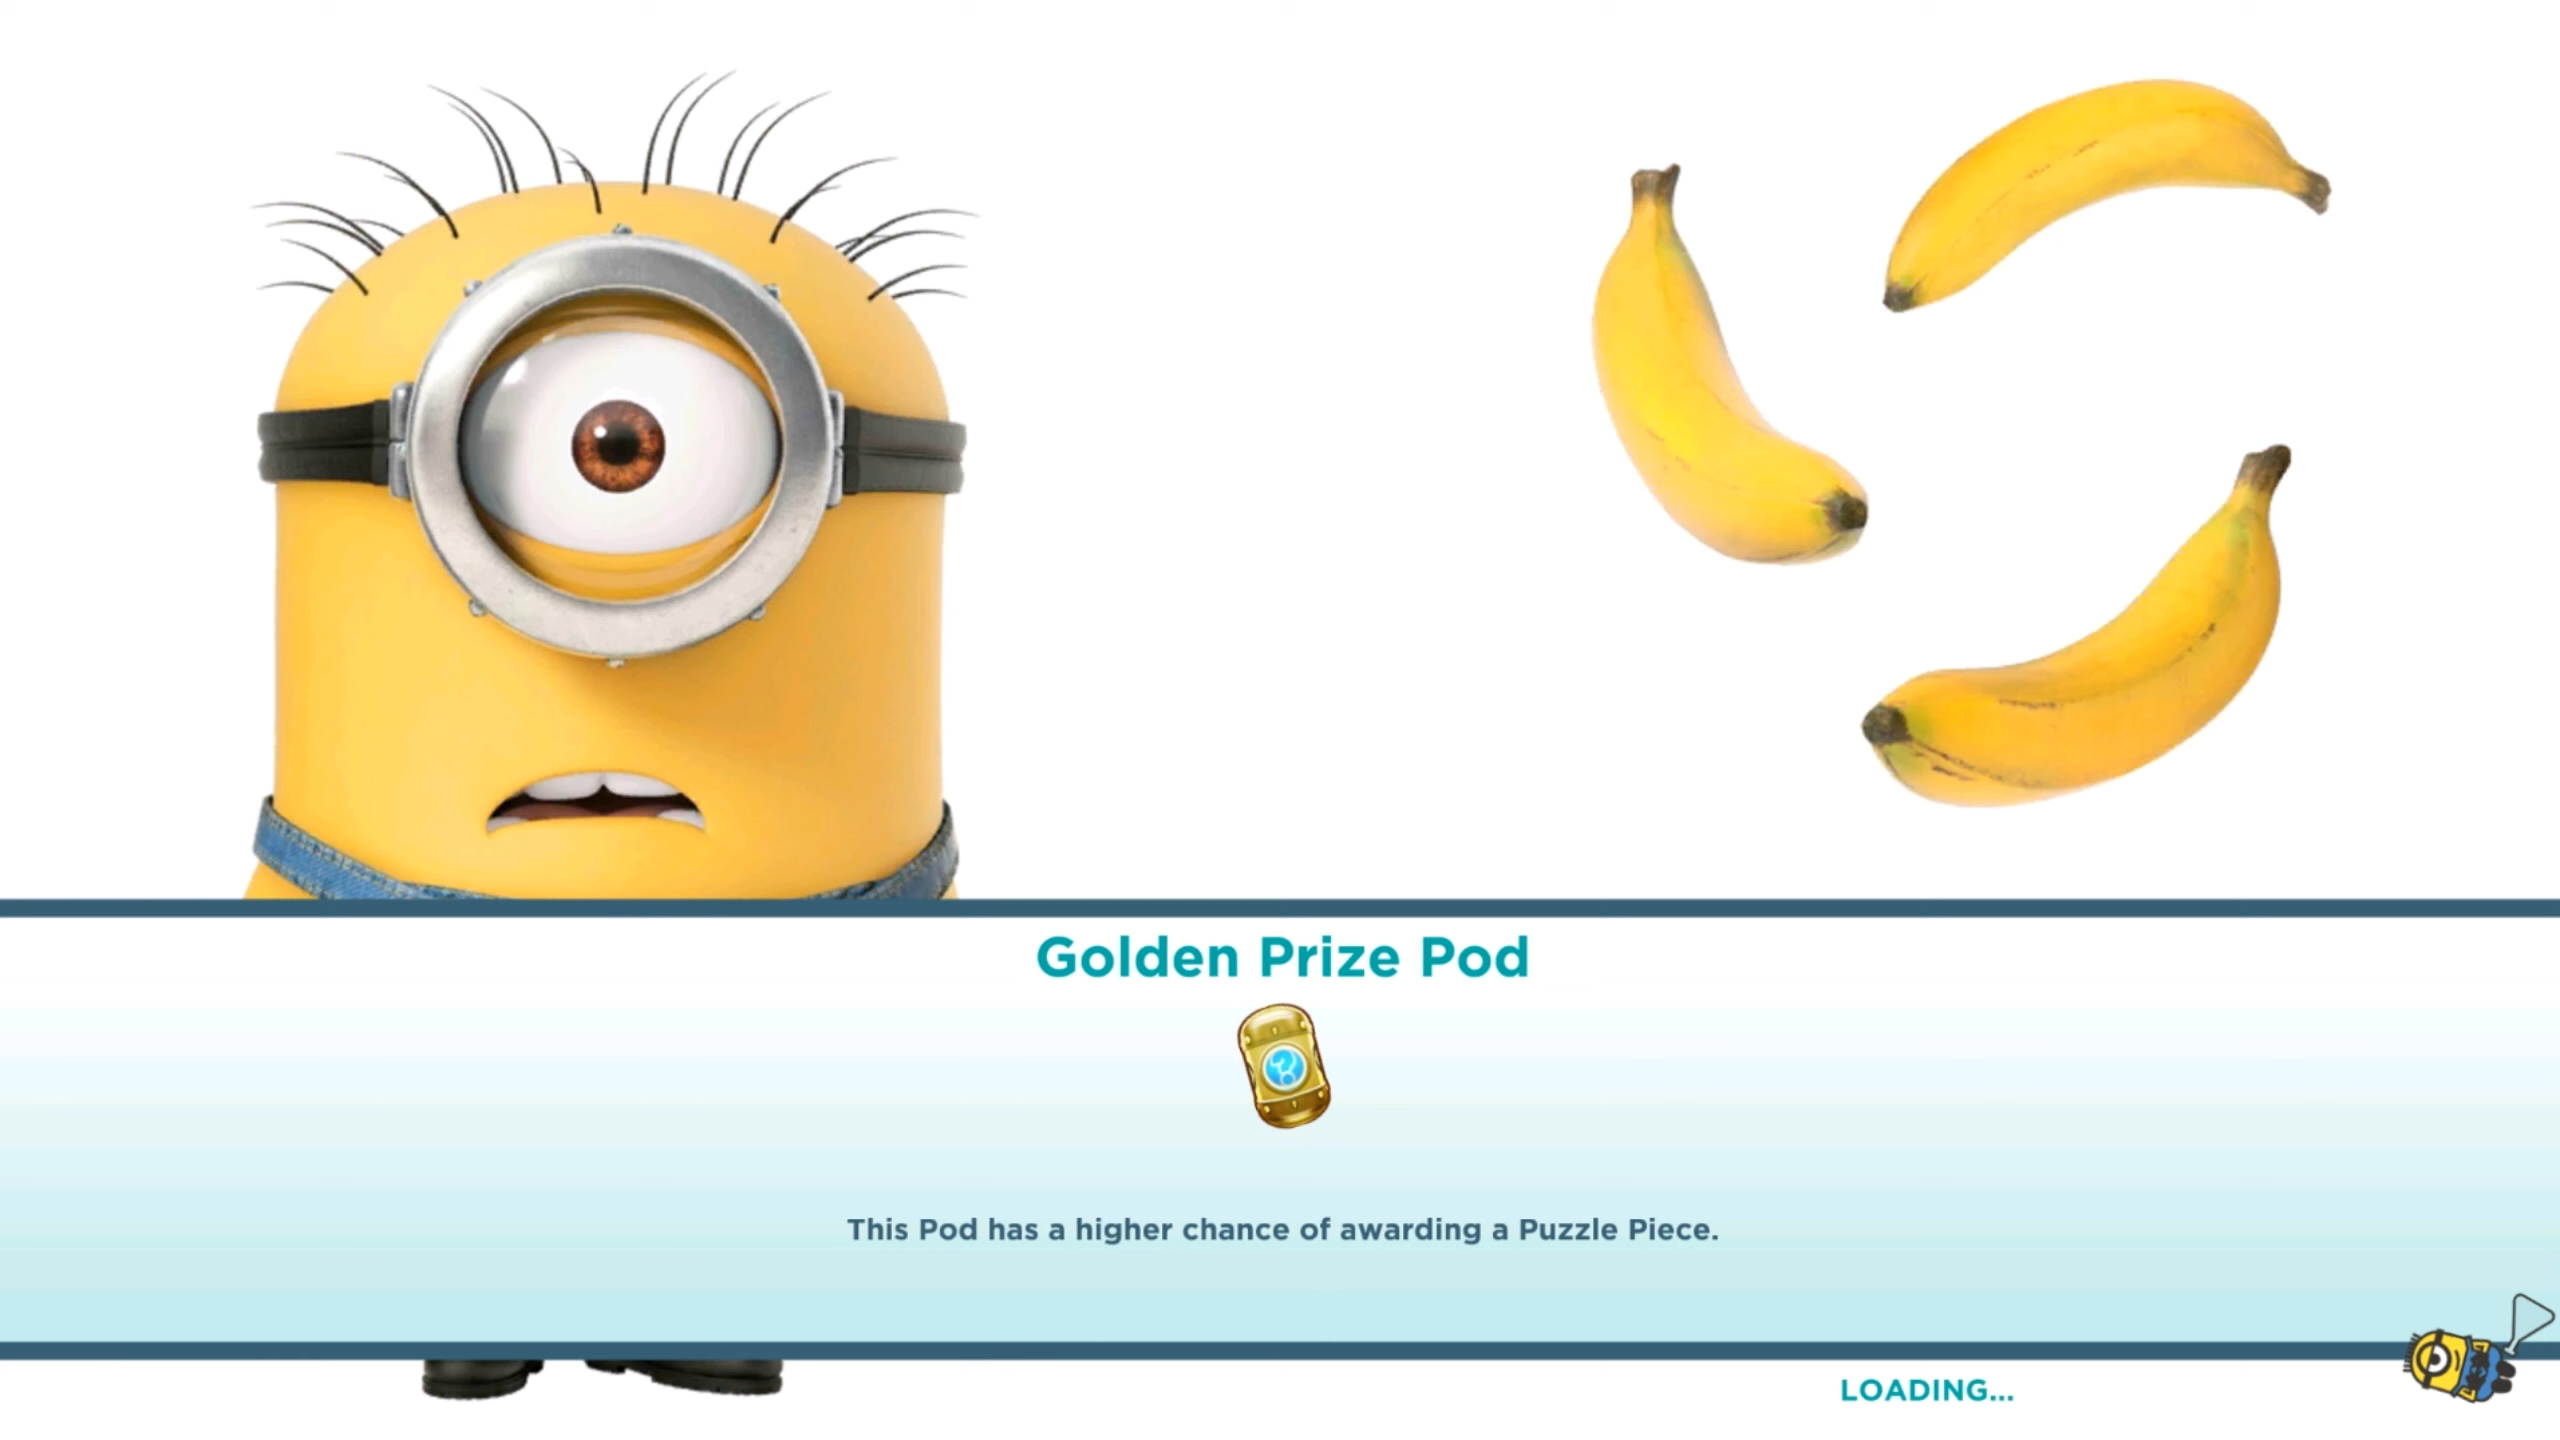 Golden Prize Pod
This Pod has a higher chance of awarding a Puzzle Piece.
LOADING...